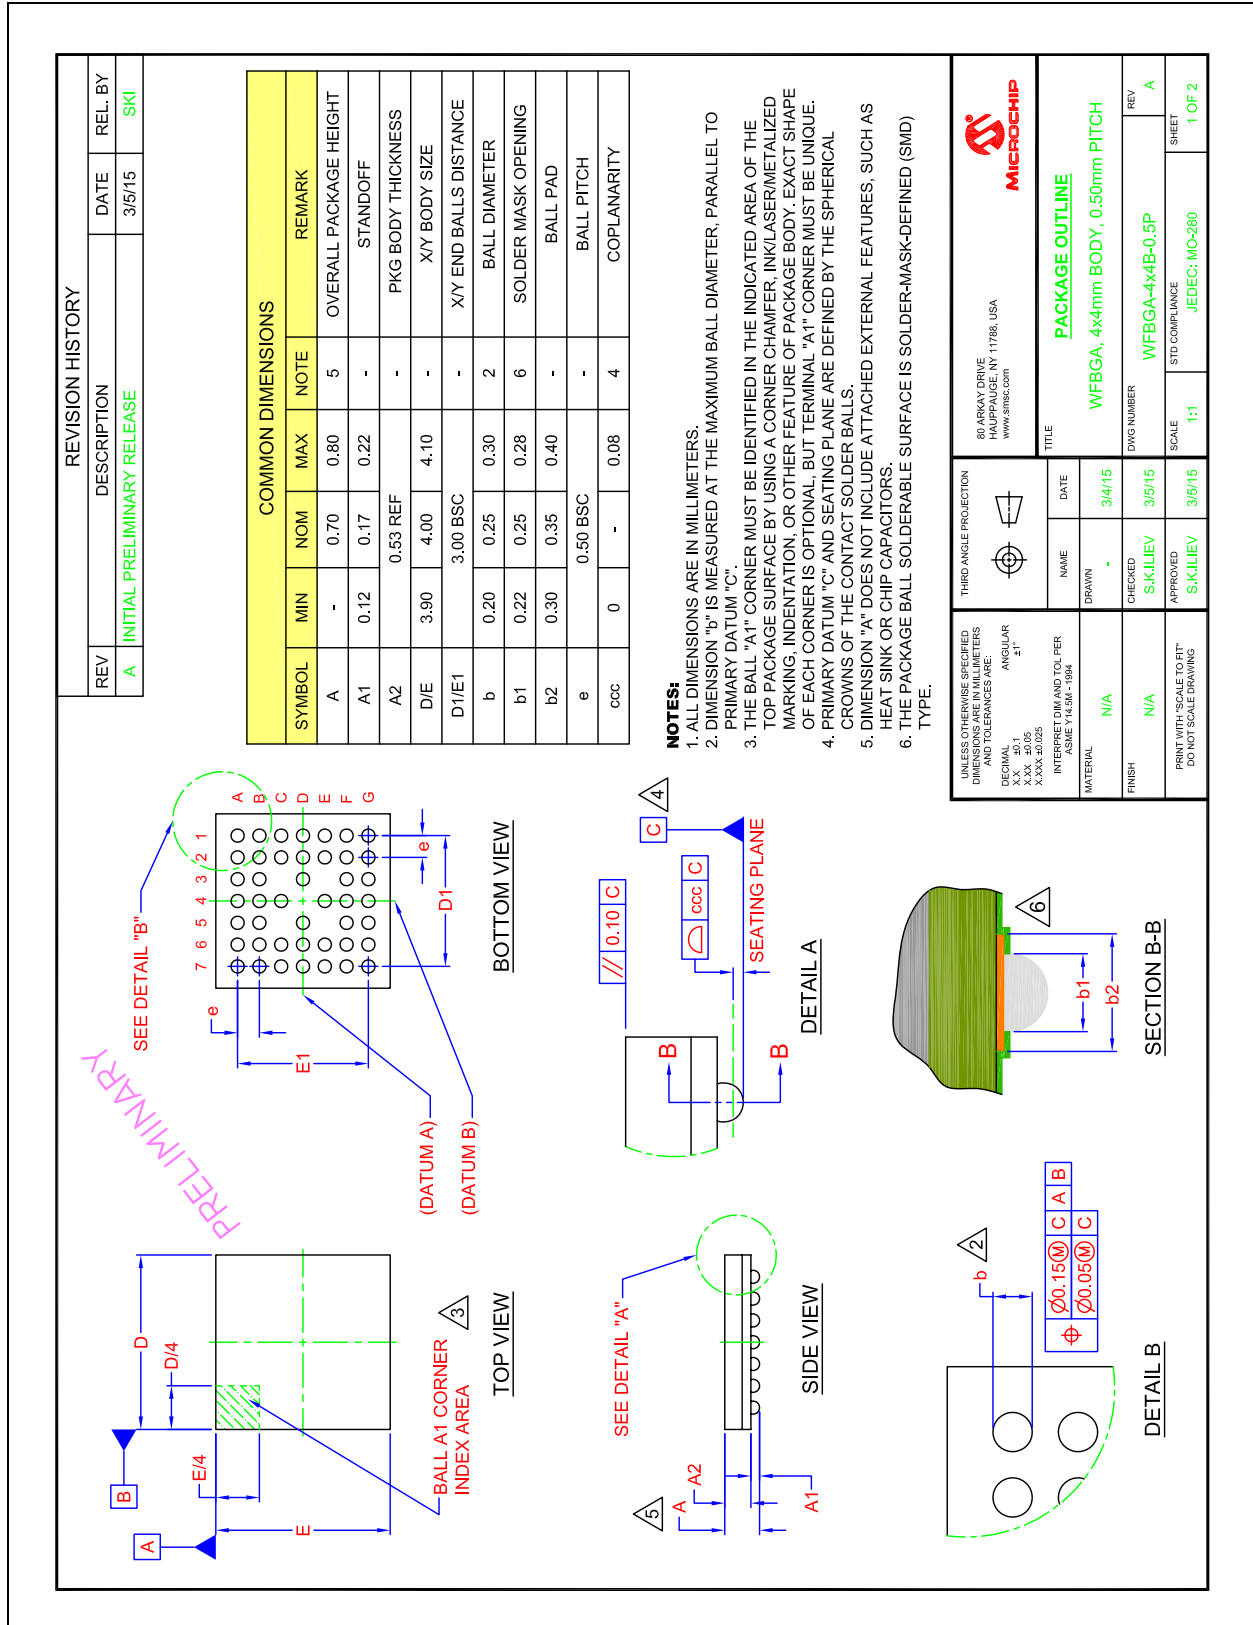 REVISION HISTORY
REV DESCRIPTION DATE REL. BY
A INITIAL PRELIMINARY RELEASE 3/5/15 SKI
COMMON DIMENSIONS
SYMBOL MIN NOM MAX NOTE REMARK
A - 0.70 0.80 5 OVERALL PACKAGE HEIGHT
A1 0.12 0.17 0.22 - STANDOFF
A2 0.53 REF - PKG BODY THICKNESS
D/E 3.90 4.00 4.10 - X/Y BODY SIZE
D1/E1 3.00 BSC - X/Y END BALLS DISTANCE
b 0.20 0.25 0.30 2 BALL DIAMETER
b1 0.22 0.25 0.28 6 SOLDER MASK OPENING
b2 0.30 0.35 0.40 - BALL PAD
e 0.50 BSC - BALL PITCH
ccc 0 - 0.08 4 COPLANARITY
NOTES:
1. ALL DIMENSIONS ARE IN MILLIMETERS.
2. DIMENSION "b" IS MEASURED AT THE MAXIMUM BALL DIAMETER, PARALLEL TO
PRIMARY DATUM "C".
3. THE BALL "A1" CORNER MUST BE IDENTIFIED IN THE INDICATED AREA OF THE
TOP PACKAGE SURFACE BY USING A CORNER CHAMFER, INK/LASER/METALIZED
MARKING, INDENTATION, OR OTHER FEATURE OF PACKAGE BODY. EXACT SHAPE
OF EACH CORNER IS OPTIONAL, BUT TERMINAL "A1" CORNER MUST BE UNIQUE.
4. PRIMARY DATUM "C" AND SEATING PLANE ARE DEFINED BY THE SPHERICAL
CROWNS OF THE CONTACT SOLDER BALLS.
5. DIMENSION "A" DOES NOT INCLUDE ATTACHED EXTERNAL FEATURES, SUCH AS
HEAT SINK OR CHIP CAPACITORS.
6. THE PACKAGE BALL SOLDERABLE SURFACE IS SOLDER-MASK-DEFINED (SMD)
TYPE.
PRELIMINARY
B
A
D
D/4
E/4
E
BALL A1 CORNER
INDEX AREA
3
TOP VIEW
SEE DETAIL "B"
7 6 5 4 3 2 1
A
B
C
D
E
F
G
e
E1
e
D1
(DATUM A)
(DATUM B)
BOTTOM VIEW
SEE DETAIL "A"
5
A
A2
A1
SIDE VIEW
// 0.10 C
ccc C
C
4
B
B
SEATING PLANE
DETAIL A
b
2
Ø0.15Ⓜ C A B
Ø0.05Ⓜ C
DETAIL B
6
b1
b2
SECTION B-B
UNLESS OTHERWISE SPECIFIED
DIMENSIONS ARE IN MILLIMETERS
AND TOLERANCES ARE:
DECIMAL ANGULAR
X.X ±0.1 ±1°
X.XX ±0.05
X.XXX ±0.025
INTERPRET DIM AND TOL PER
ASME Y14.5M - 1994
MATERIAL
N/A
FINISH
N/A
PRINT WITH "SCALE TO FIT"
DO NOT SCALE DRAWING
THIRD ANGLE PROJECTION
NAME DATE
DRAWN
- 3/4/15
CHECKED
S.K.ILIEV 3/5/15
APPROVED
S.K.ILIEV 3/5/15
80 ARKAY DRIVE
HAUPPAUGE, NY 11788, USA
www.smsc.com
MICROCHIP
TITLE
PACKAGE OUTLINE
WFBGA, 4x4mm BODY, 0.50mm PITCH
DWG NUMBER
WFBGA-4x4B-0.5P
REV
A
SCALE
1:1
STD COMPLIANCE
JEDEC: MO-280
SHEET
1 OF 2